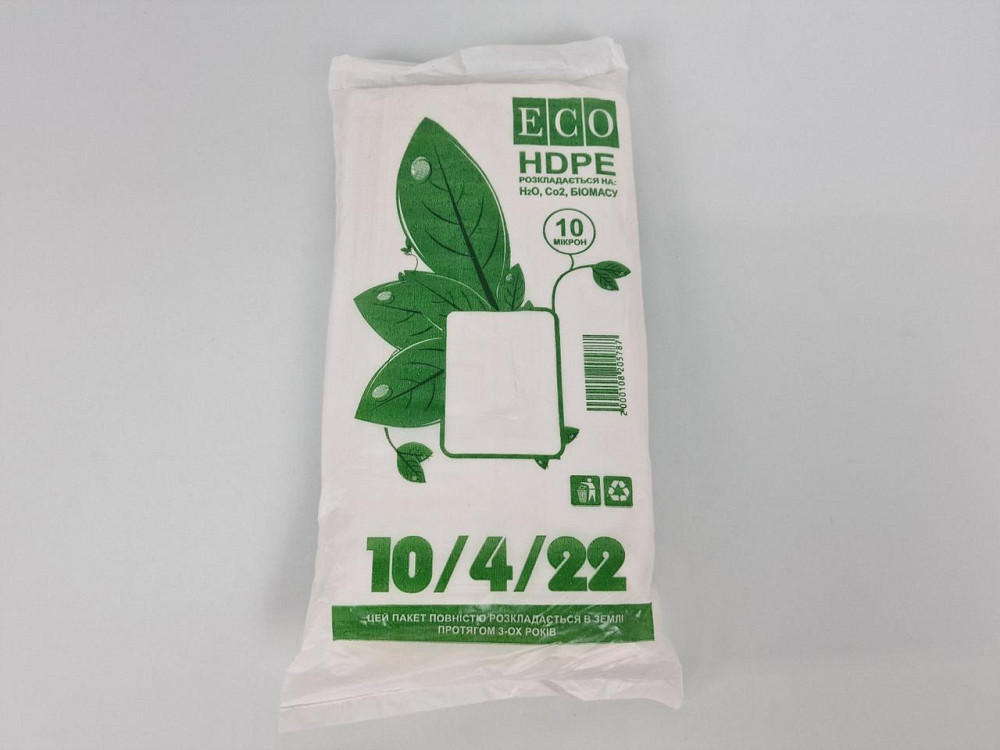 ECO
HDPE
РОЗКЛАДАЄТЬСЯ НА:
H2O, Co2, БІОМАСУ
10
МІКРОН
2000108205787
10/4/22
ЦЕЙ ПАКЕТ ПОВНІСТЮ РОЗКЛАДАЄТЬСЯ В ЗЕМЛІ
ПРОТЯГОМ 3-ОХ РОКІВ